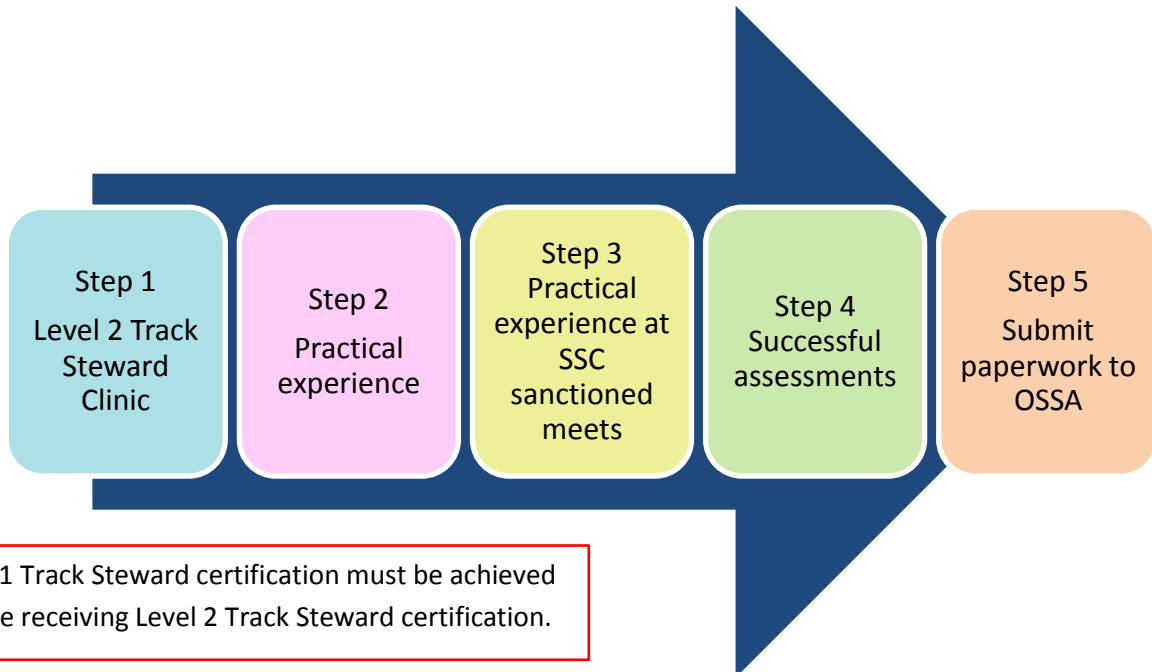 Step 1
Level 2 Track
Steward
Clinic
Step 2
Practical
experience
Step 3
Practical
experience at
SSC
sanctioned
meets
Step 4
Successful
assessments
Step 5
Submit
paperwork to
OSSA
1 Track Steward certification must be achieved
receiving Level 2 Track Steward certification.